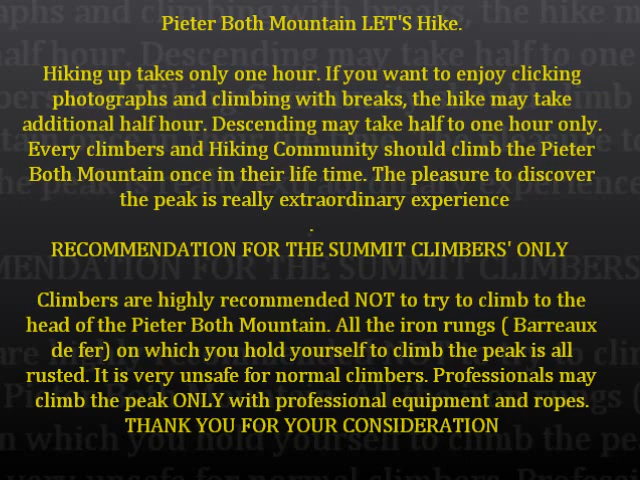 Pieter Both Mountain LET'S Hike.
Hiking up takes only one hour. If you want to enjoy clicking
photographs and climbing with breaks, the hike may take
additional half hour. Descending may take half to one hour only.
Every climbers and Hiking Community should climb the Pieter
Both Mountain once in their life time. The pleasure to discover
the peak is really extraordinary experience
.
RECOMMENDATION FOR THE SUMMIT CLIMBERS' ONLY
Climbers are highly recommended NOT to try to climb to the
head of the Pieter Both Mountain. All the iron rungs ( Barreaux
de fer) on which you hold yourself to climb the peak is all
rusted. It is very unsafe for normal climbers. Professionals may
climb the peak ONLY with professional equipment and ropes.
THANK YOU FOR YOUR CONSIDERATION